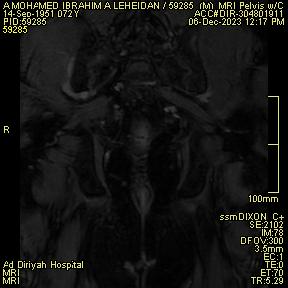 A MOHAMED IBRAHIM A LEHEIDAN / 59285 (M) MRI Pelvis w/C
14-Sep-1951 072Y
ACC#DIR-304801911
PID:59285
06-Dec-2023 12:17 PM
59285
R
100mm
ssmDIXON C+
SE:2102
IM:78
DFOV:300
3.5mm
Ad Diriyah Hospital
EC:1
TE:0
MRI
ET:70
MRI
TR:5.29